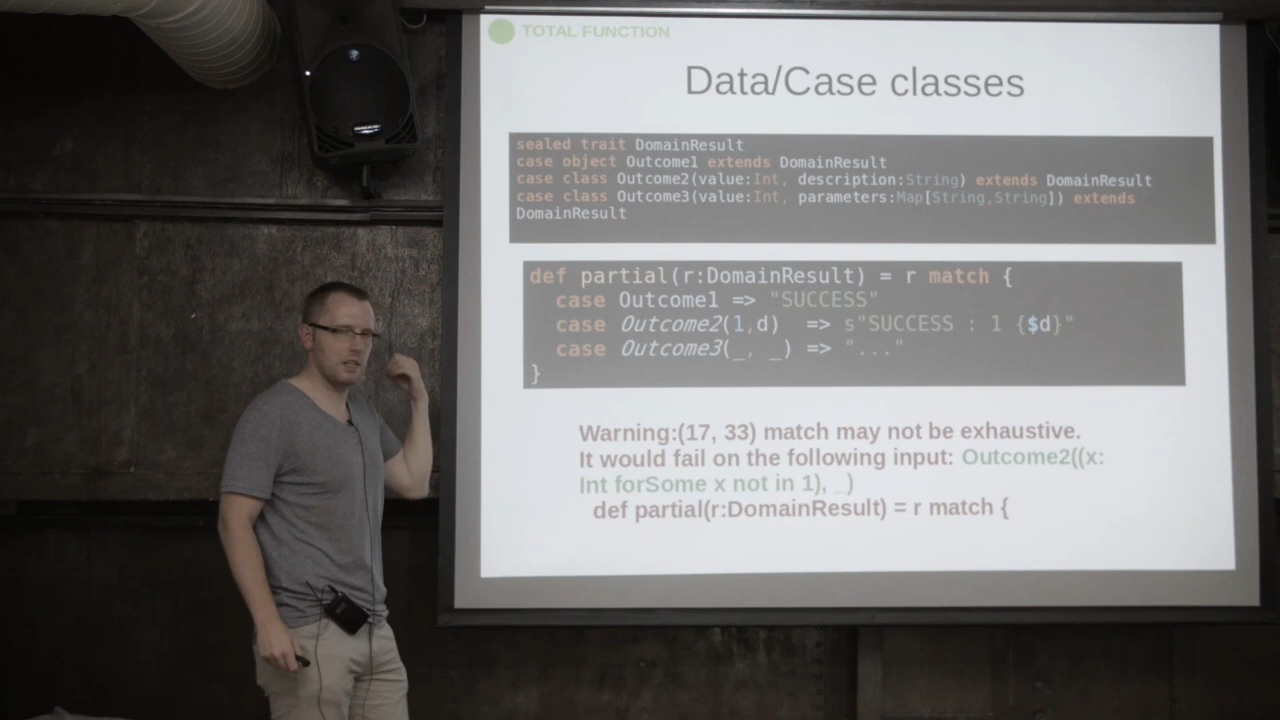 TOTAL FUNCTION
Data/Case classes
sealed trait DomainResult
case object Outcome1 extends DomainResult
case class Outcome2(value:Int, description:String) extends DomainResult
case class Outcome3(value:Int, parameters:Map[String,String]) extends
DomainResult
def partial(r:DomainResult) = r match {
case Outcome1 => "SUCCESS"
case Outcome2(1,d) => s"SUCCESS : 1 {$d}"
case Outcome3(_, _) => "..."
}
Warning:(17, 33) match may not be exhaustive.
It would fail on the following input: Outcome2((x:
Int forSome x not in 1), _)
def partial(r:DomainResult) = r match {